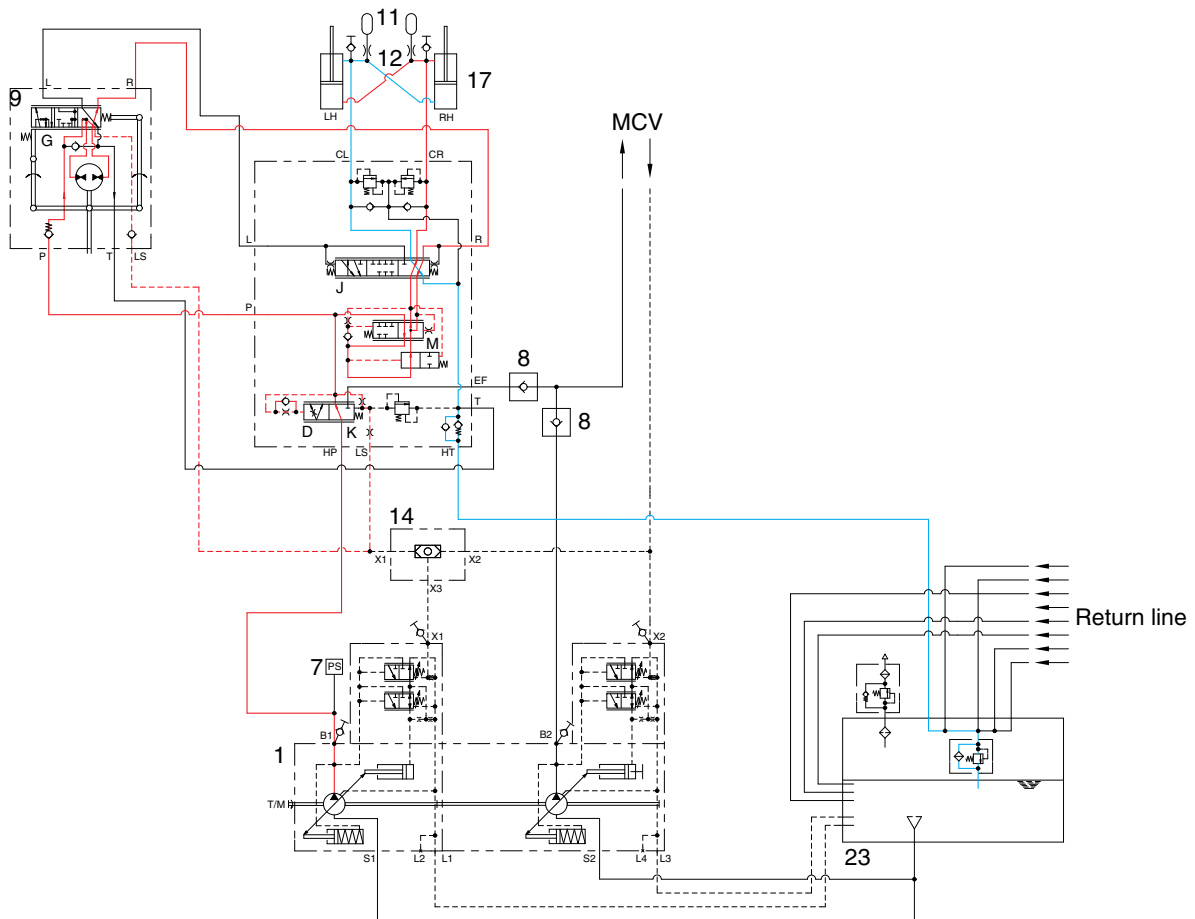 11
12
17
L
R
9
LH
RH
G
MCV
CL
CR
L
R
P
T
LS
J
P
M
8
EF
T
8
D
K
HP
LS
HT
14
X1
X2
X3
Return line
X1
X2
7
PS
B1
B2
1
T/M
S1
L2
L1
S2
L4
L3
23